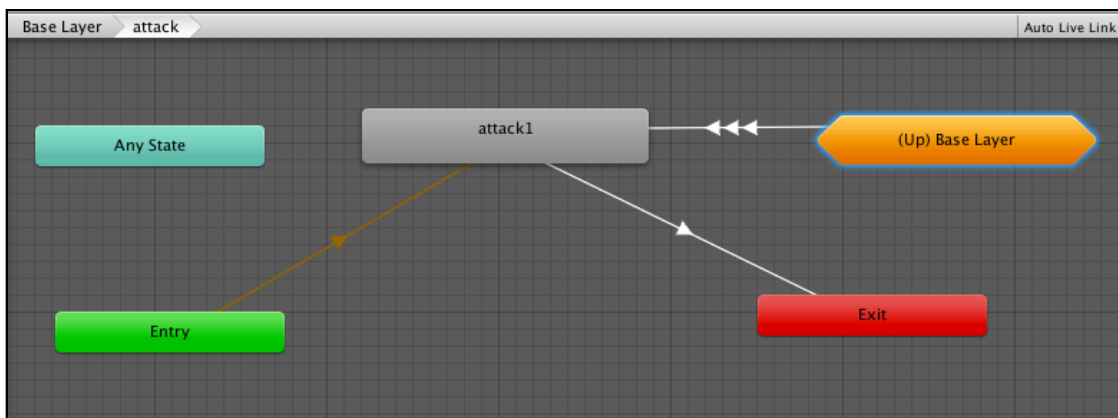 Base Layer attack Auto Live Link
attack1
(Up) Base Layer
Any State
Exit
Entry